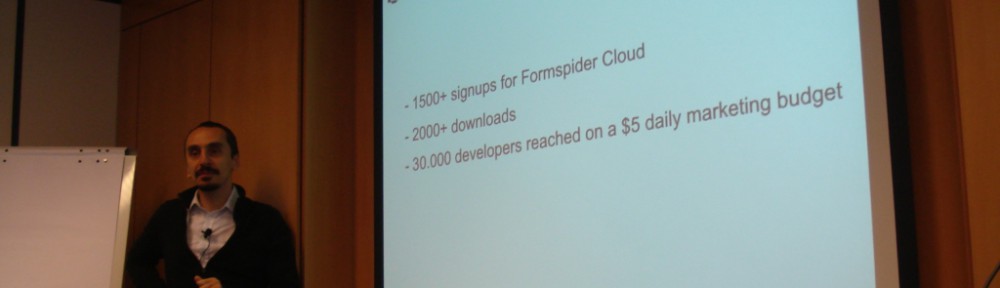 - 1500+ signups for Formspider Cloud
- 2000+ downloads
- 30.000 developers reached on a $5 daily marketing budget